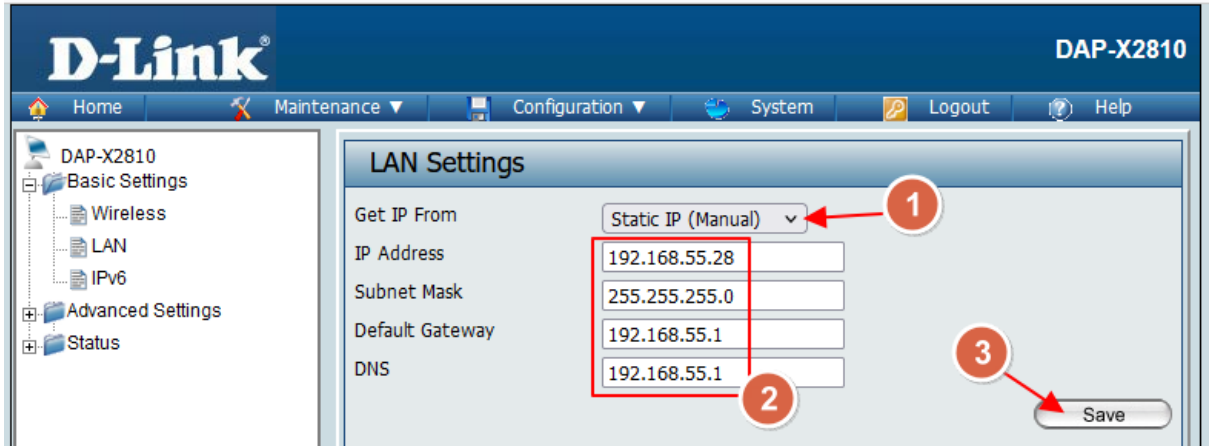 D-Link®
DAP-X2810
Home Maintenance ▼ Configuration ▼ System Logout Help
DAP-X2810
Basic Settings
Wireless
LAN
IPv6
Advanced Settings
Status
LAN Settings
Get IP From Static IP (Manual) 1
IP Address 192.168.55.28
Subnet Mask 255.255.255.0
Default Gateway 192.168.55.1
DNS 192.168.55.1
2
3
Save